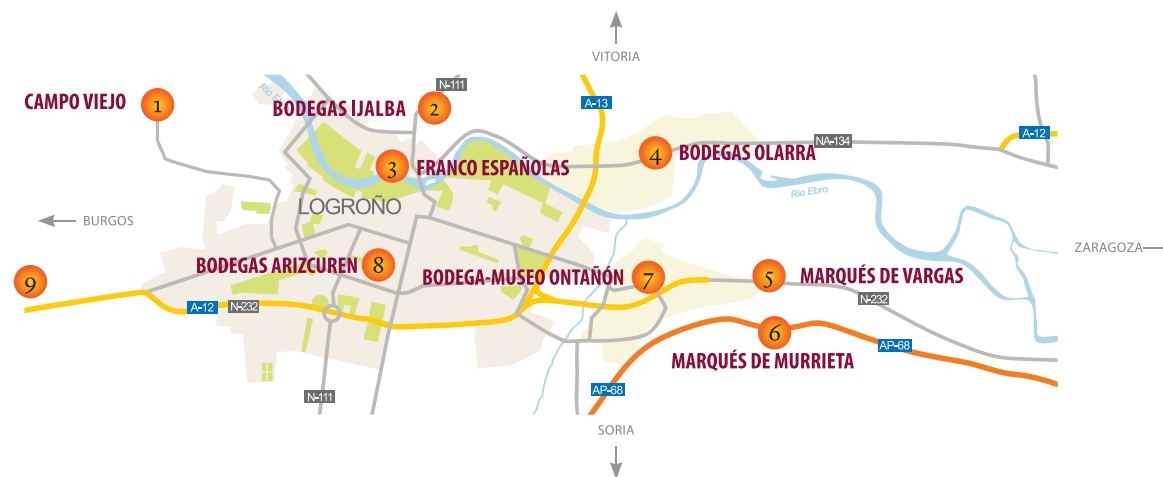 VITORIA
N-111
Río Ebro
CAMPO VIEJO
1
BODEGAS IJALBA
2
A-13
A-12
NA-134
3
FRANCO ESPAÑOLAS
4
BODEGAS OLARRA
Río Ebro
LOGROÑO
BURGOS
ZARAGOZA
BODEGAS ARIZCUREN
8
BODEGA-MUSEO ONTAÑÓN
7
5
MARQUÉS DE VARGAS
9
A-12
N-232
N-232
6
MARQUÉS DE MURRIETA
AP-68
AP-68
N-111
SORIA